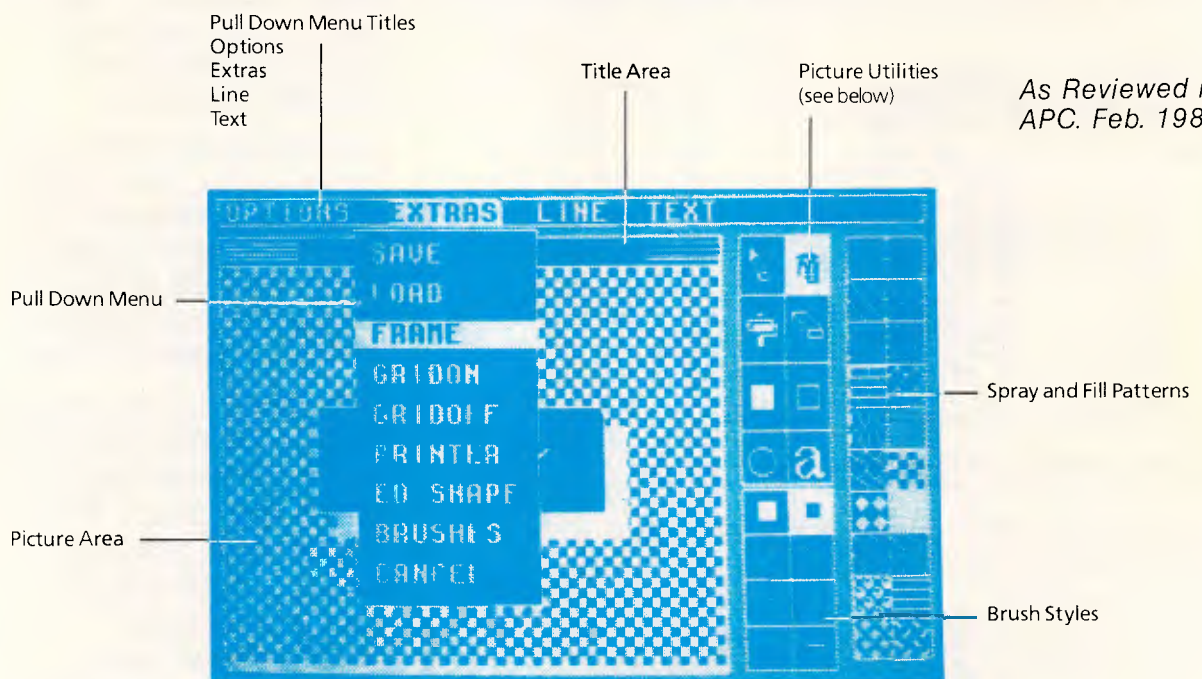 Pull Down Menu Titles
Options
Extras
Line
Text
Title Area
Picture Utilities
(see below)
As Reviewed
APC. Feb. 198
OPTIONS EXTRAS LINE TEXT
SAVE
LOAD
FRAME
GRIDON
GRIDOFF
PRINTER
ED SHAPE
BRUSHES
CANCEL
a
Pull Down Menu
Picture Area
Spray and Fill Patterns
Brush Styles